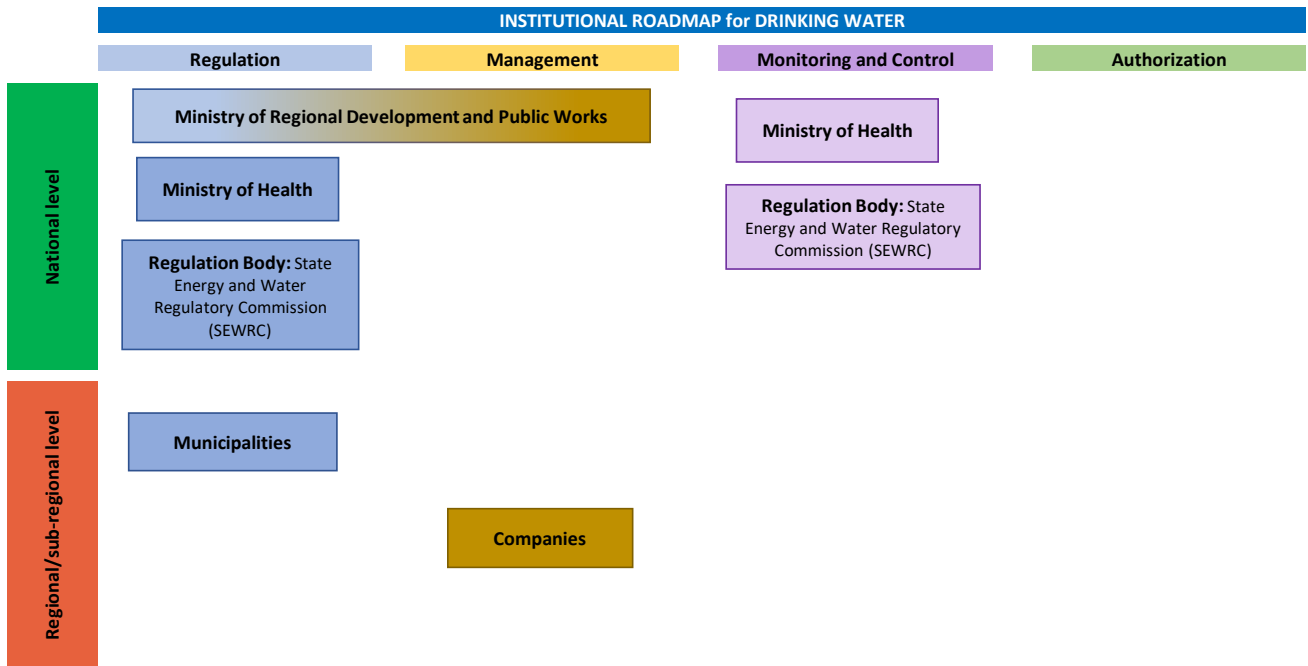 INSTITUTIONAL ROADMAP for DRINKING WATER
Regulation
Management
Monitoring and Control
Authorization
National level
Ministry of Regional Development and Public Works
Ministry of Health
Ministry of Health
Regulation Body: State
Energy and Water
Regulatory Commission
(SEWRC)
Regulation Body: State
Energy and Water Regulatory
Commission (SEWRC)
Regional/sub-regional level
Municipalities
Companies